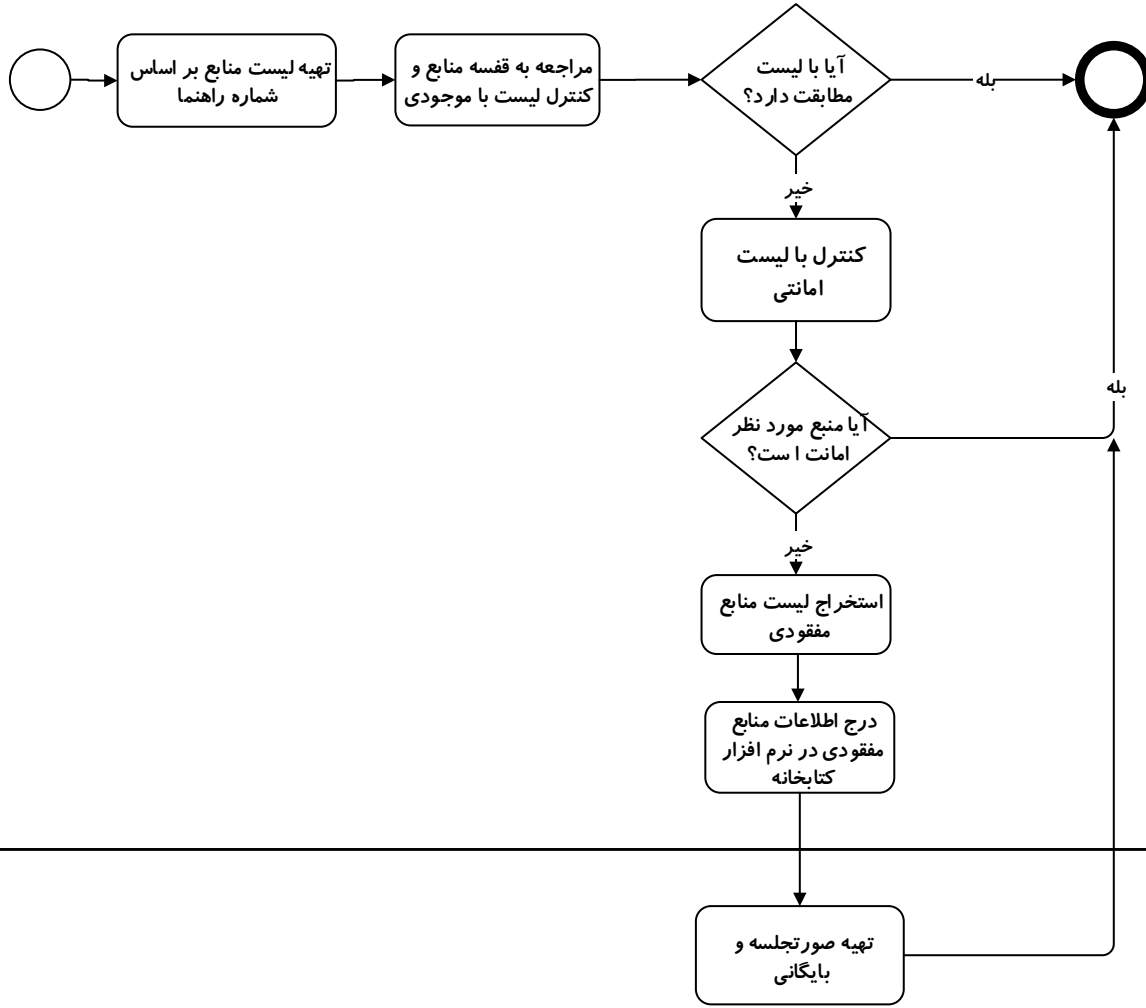 تهیه لیست منابع بر اساس
شماره راهنما
مراجعه به قفسه منابع و
کنترل لیست با موجودی
آیا با لیست
مطابقت دارد؟
بله
خیر
کنترل با لیست
امانتی
آیا منبع مورد نظر
امانت است؟
بله
خیر
استخراج لیست منابع
مفقودی
درج اطلاعات منابع
مفقودی در نرم افزار
کتابخانه
تهیه صورتجلسه و
بایگانی